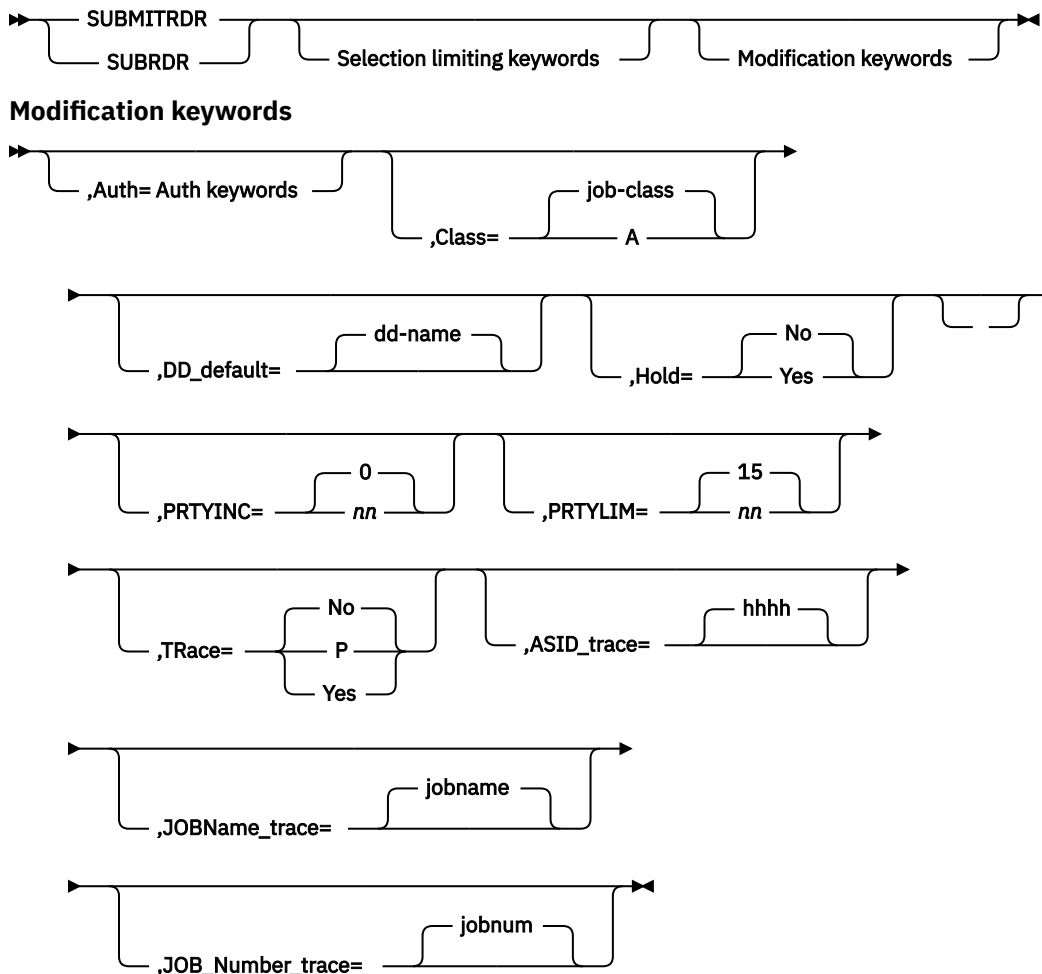 SUBMITRDR
SUBRDR
Selection limiting keywords
Modification keywords
Modification keywords
,Auth= Auth keywords
job-class
,Class=
A
dd-name
,DD_default=
No
,Hold=
Yes
0
,PRTYINC=
nn
15
,PRTYLIM=
nn
No
,TRace=
P
Yes
hhhh
,ASID_trace=
jobname
,JOBName_trace=
jobnum
,JOB_Number_trace=